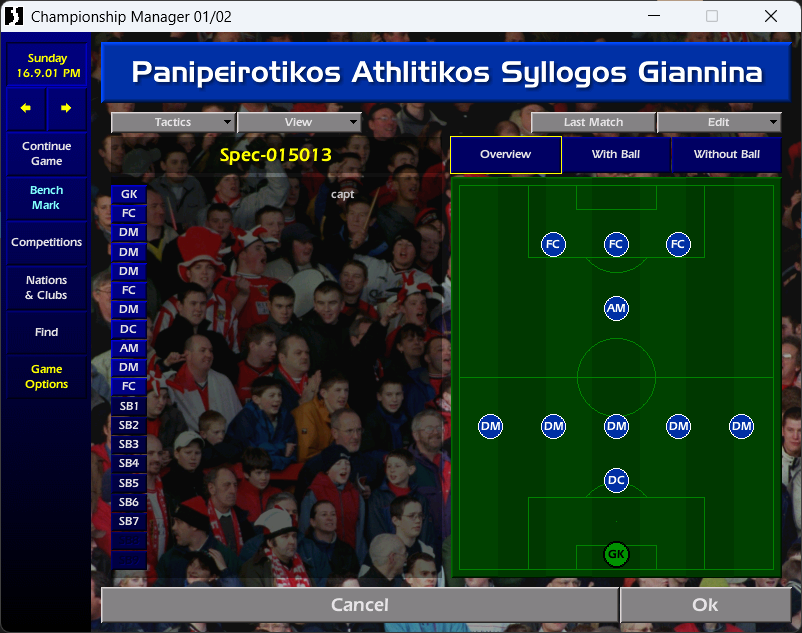 Championship Manager 01/02
Sunday
16.9.01 PM
Panipeirotikos Athlitikos Syllogos Giannina
Continue
Game
Bench
Mark
Competitions
Nations
& Clubs
Find
Game
Options
Tactics
View
Last Match
Edit
Spec-015013
Overview
With Ball
Without Ball
GK
capt
FC
DM
DM
DM
FC
DM
DC
AM
DM
FC
SB1
SB2
SB3
SB4
SB5
SB6
SB7
FC FC FC
AM
DM DM DM DM DM
DC
GK
Cancel
Ok